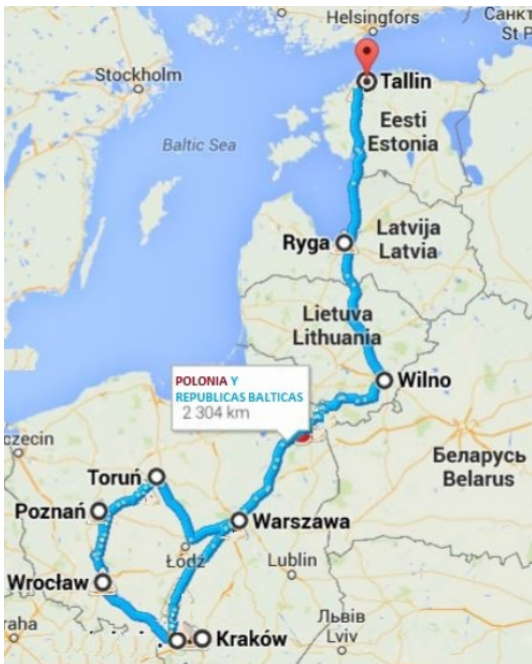 Helsingfors
Санкт
St P
Tallin
Stockholm
Eesti
Estonia
Baltic Sea
Latvija
Latvia
Ryga
Lietuva
Lithuania
POLONIA Y
REPUBLICAS BALTICAS
2 304 km
Wilno
zczecin
Беларусь
Belarus
Toruń
Poznań
Warszawa
Łódź
Lublin
Wrocław
raha
Kraków
Львів
Lviv